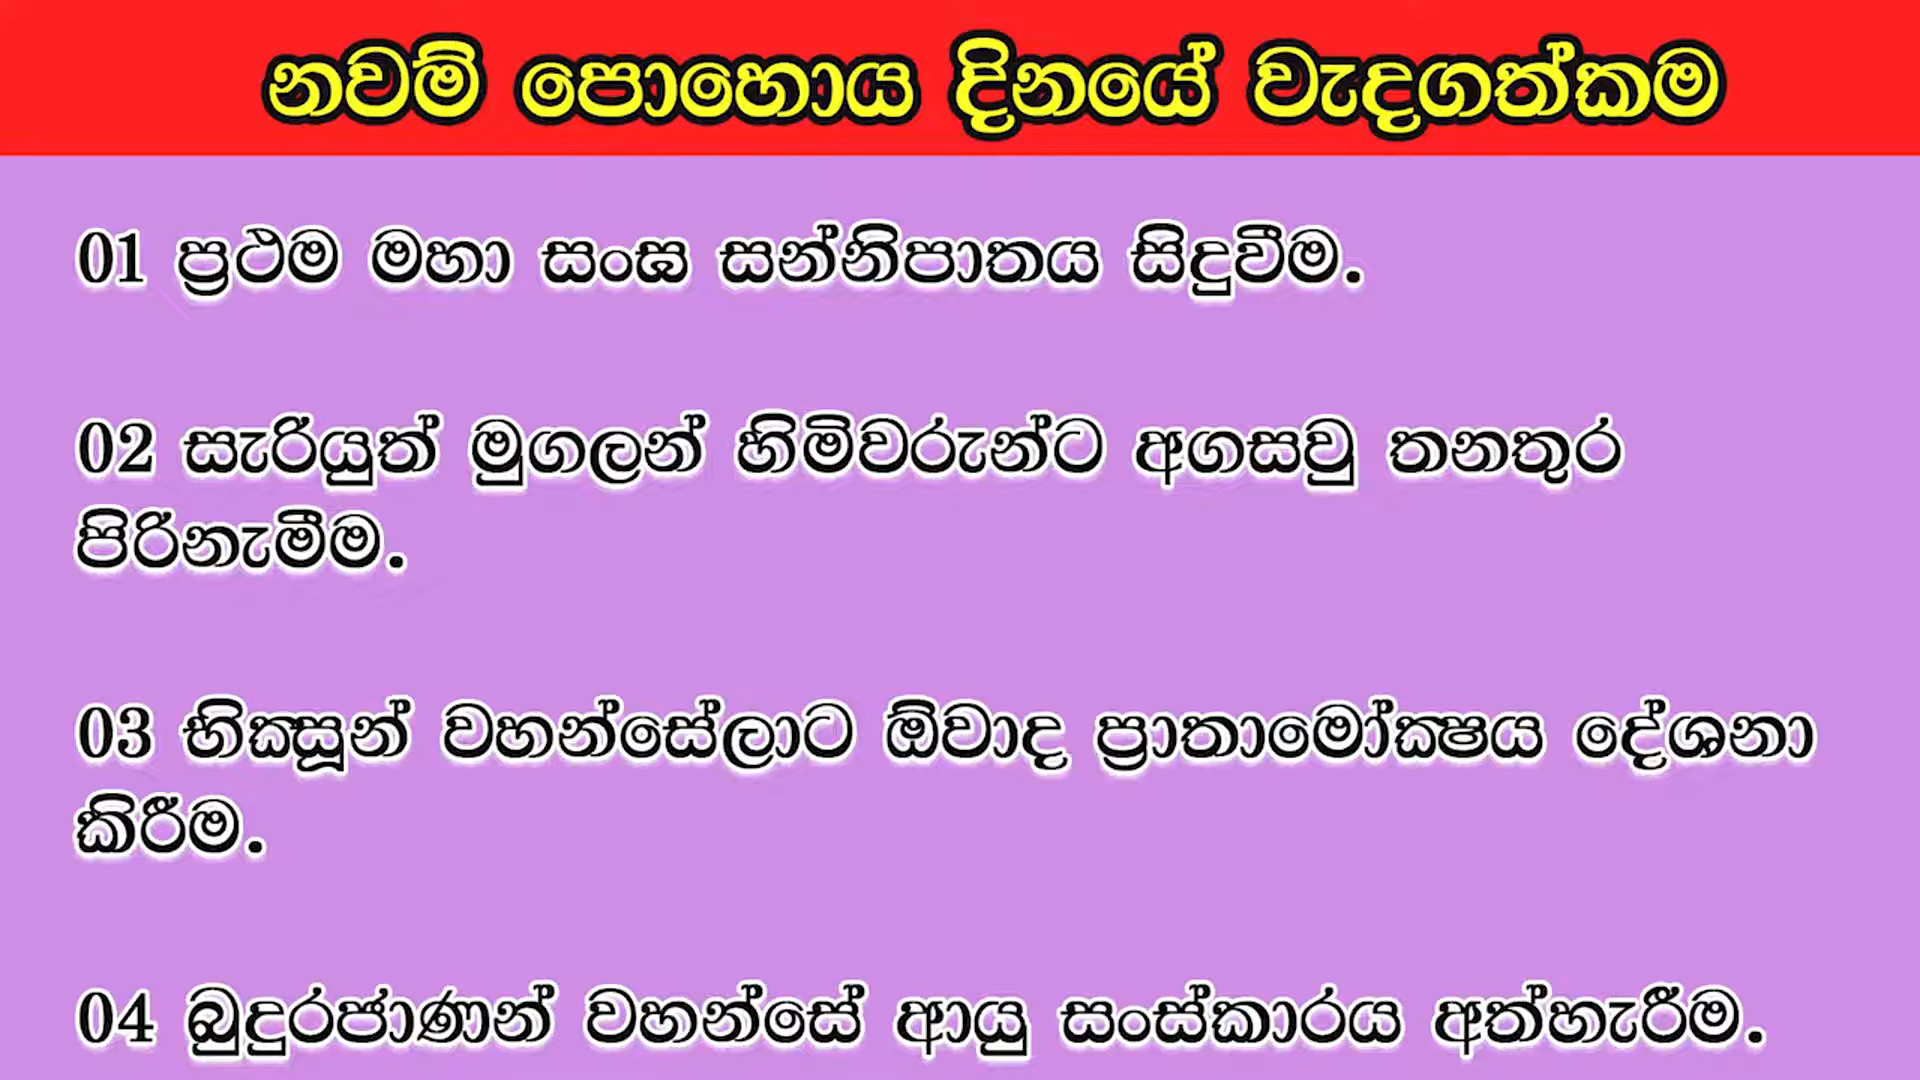 නවම් පොහොය දිනයේ වැදගත්කම
01 ප්‍රථම මහා සංඝ සන්නිපාතය සිදුවීම.
02 සැරියුත් මුගලන් හිමිවරුන්ට අගසවු තනතුර
පිරිනැමීම.
03 භික්‍ෂූන් වහන්සේලාට ඕවාද ප්‍රාතාමෝක්‍ෂය දේශනා
කිරීම.
04 බුදුරජාණන් වහන්සේ ආයු සංස්කාරය අත්හැරීම.